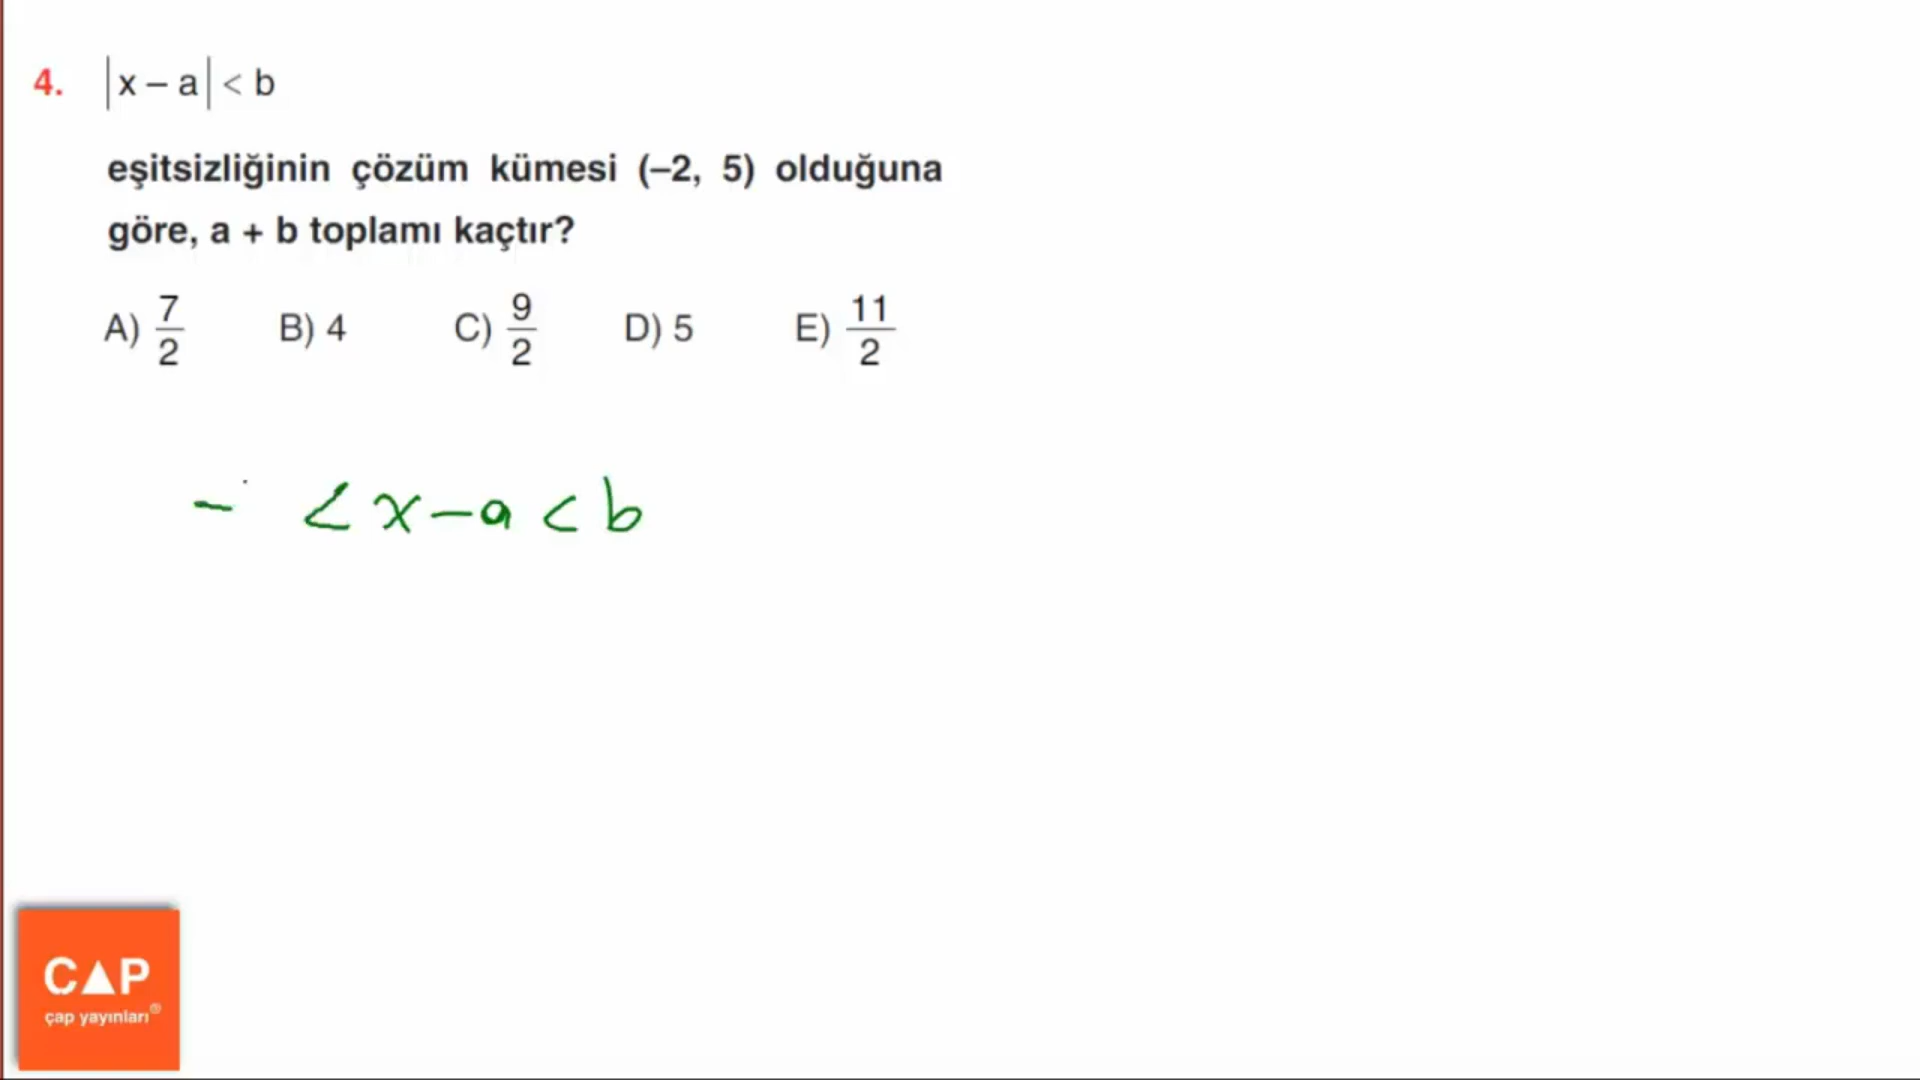 4. |x – a| < b
eşitsizliğinin çözüm kümesi (–2, 5) olduğuna
göre, a + b toplamı kaçtır?
A) 7/2 B) 4 C) 9/2 D) 5 E) 11/2
– < x – a < b
CAP
çap yayınları®